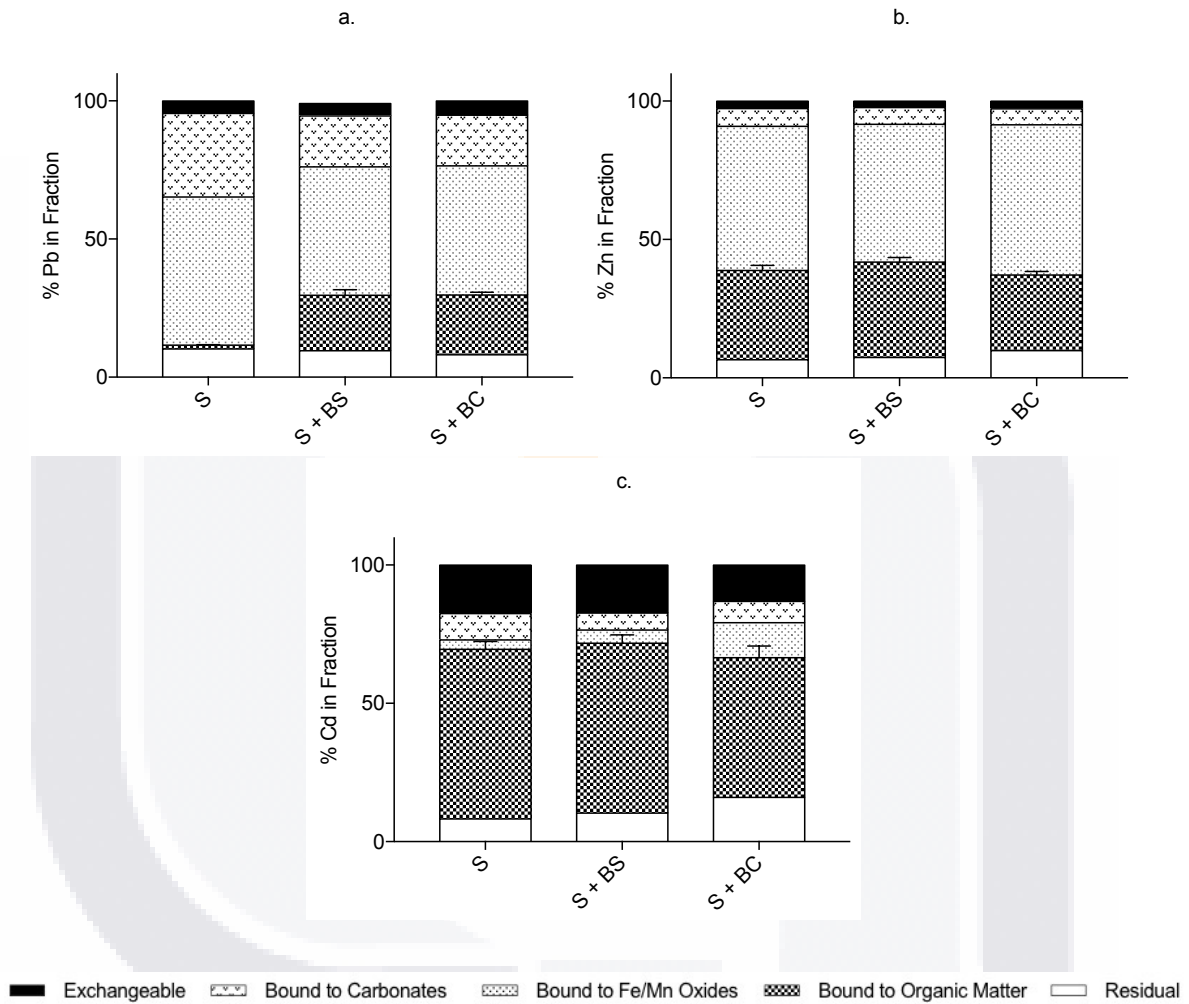 a.
100
50
0
% Pb in Fraction
S
S + BS
S + BC
b.
100
50
0
% Zn in Fraction
S
S + BS
S + BC
c.
100
50
0
% Cd in Fraction
S
S + BS
S + BC
Exchangeable Bound to Carbonates Bound to Fe/Mn Oxides Bound to Organic Matter Residual